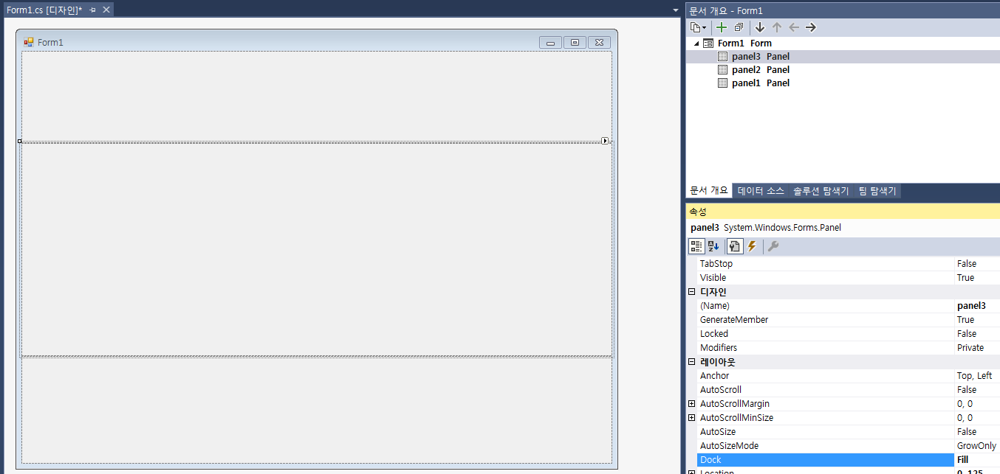 Form1.cs [디자인]*
Form1
문서 개요 - Form1
Form1 Form
panel3 Panel
panel2 Panel
panel1 Panel
문서 개요 데이터 소스 솔루션 탐색기 팀 탐색기
속성
panel3 System.Windows.Forms.Panel
TabStop False
Visible True
디자인
(Name) panel3
GenerateMember True
Locked False
Modifiers Private
레이아웃
Anchor Top, Left
AutoScroll False
AutoScrollMargin 0, 0
AutoScrollMinSize 0, 0
AutoSize False
AutoSizeMode GrowOnly
Dock Fill
Location 0, 125